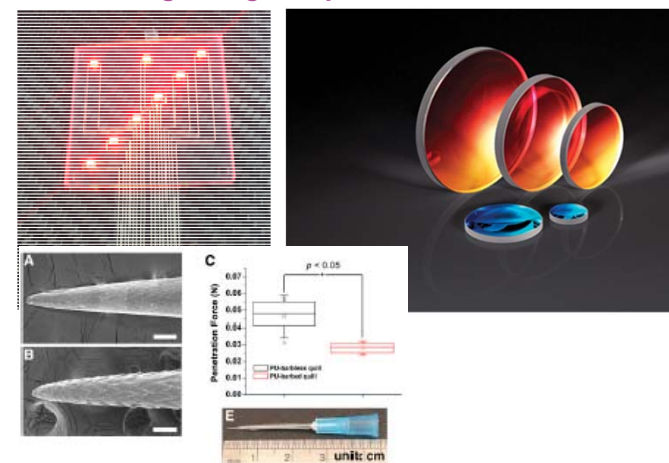 A
B
C
p < 0.05
Penetration Force (N)
0.07
0.06
0.05
0.04
0.03
0.02
0.01
0.00
PU-barbless quill
PU-barbed quill
E
1 2 3
unit: cm